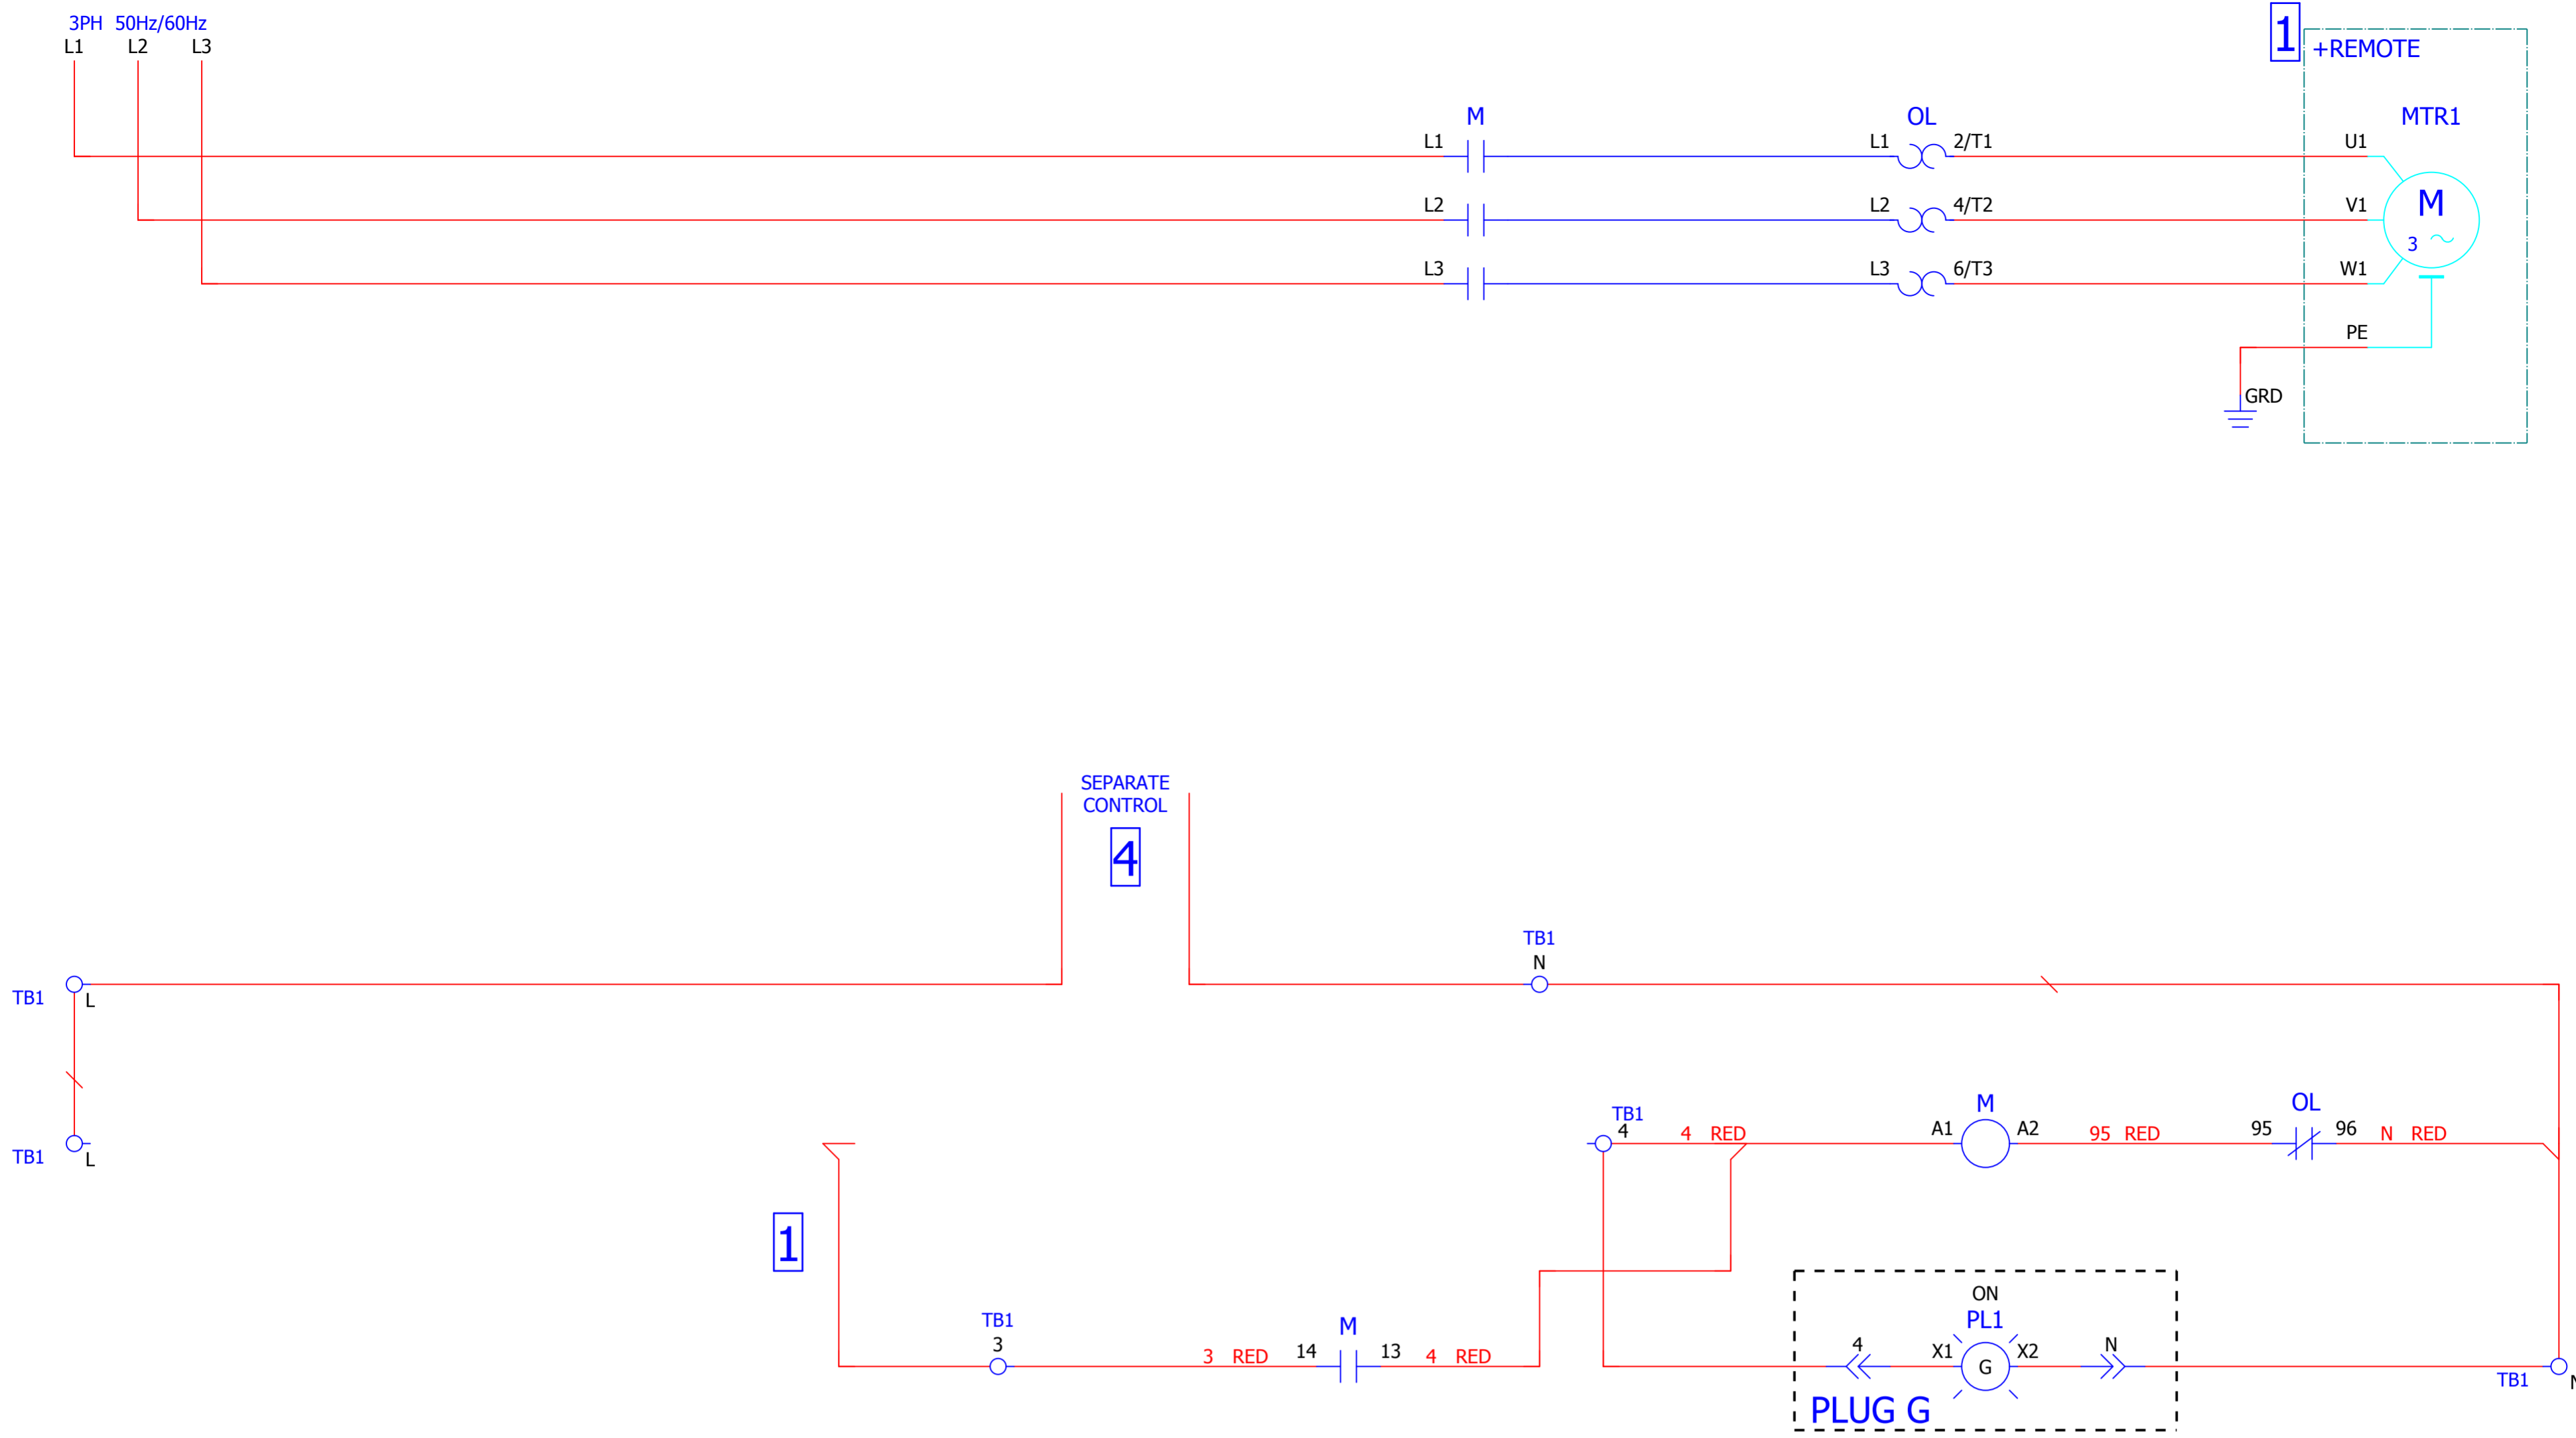 3PH 50Hz/60Hz
L1 L2 L3
1
+REMOTE
M OL MTR1
L1 L1 2/T1 U1
L2 L2 4/T2 V1
M
3
L3 L3 6/T3 W1
PE
GRD
SEPARATE
CONTROL
4
TB1
N
TB1 L
TB1 L
TB1
4
4 RED
M
A1 A2
95 RED
OL
95 96
N RED
1
TB1
3
3 RED
M
14 13
4 RED
ON
PL1
4 X1 G X2 N
PLUG G
TB1